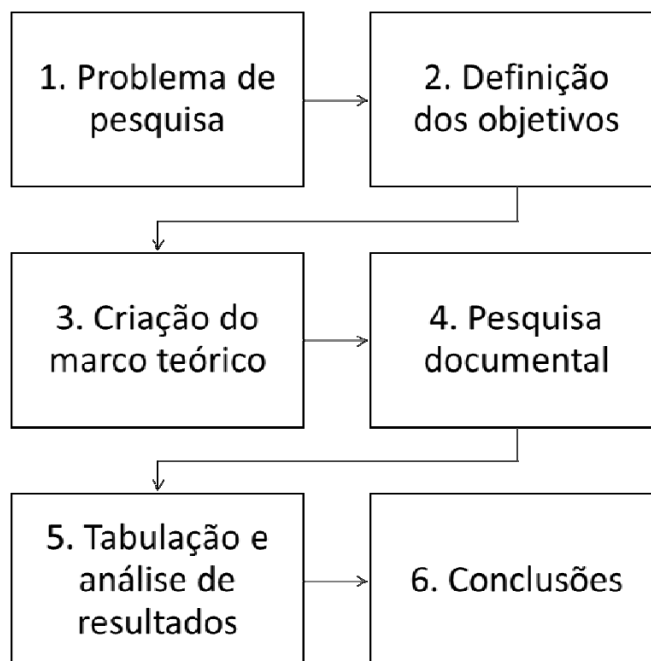 1. Problema de
pesquisa
2. Definição
dos objetivos
3. Criação do
marco teórico
4. Pesquisa
documental
5. Tabulação e
análise de
resultados
6. Conclusões